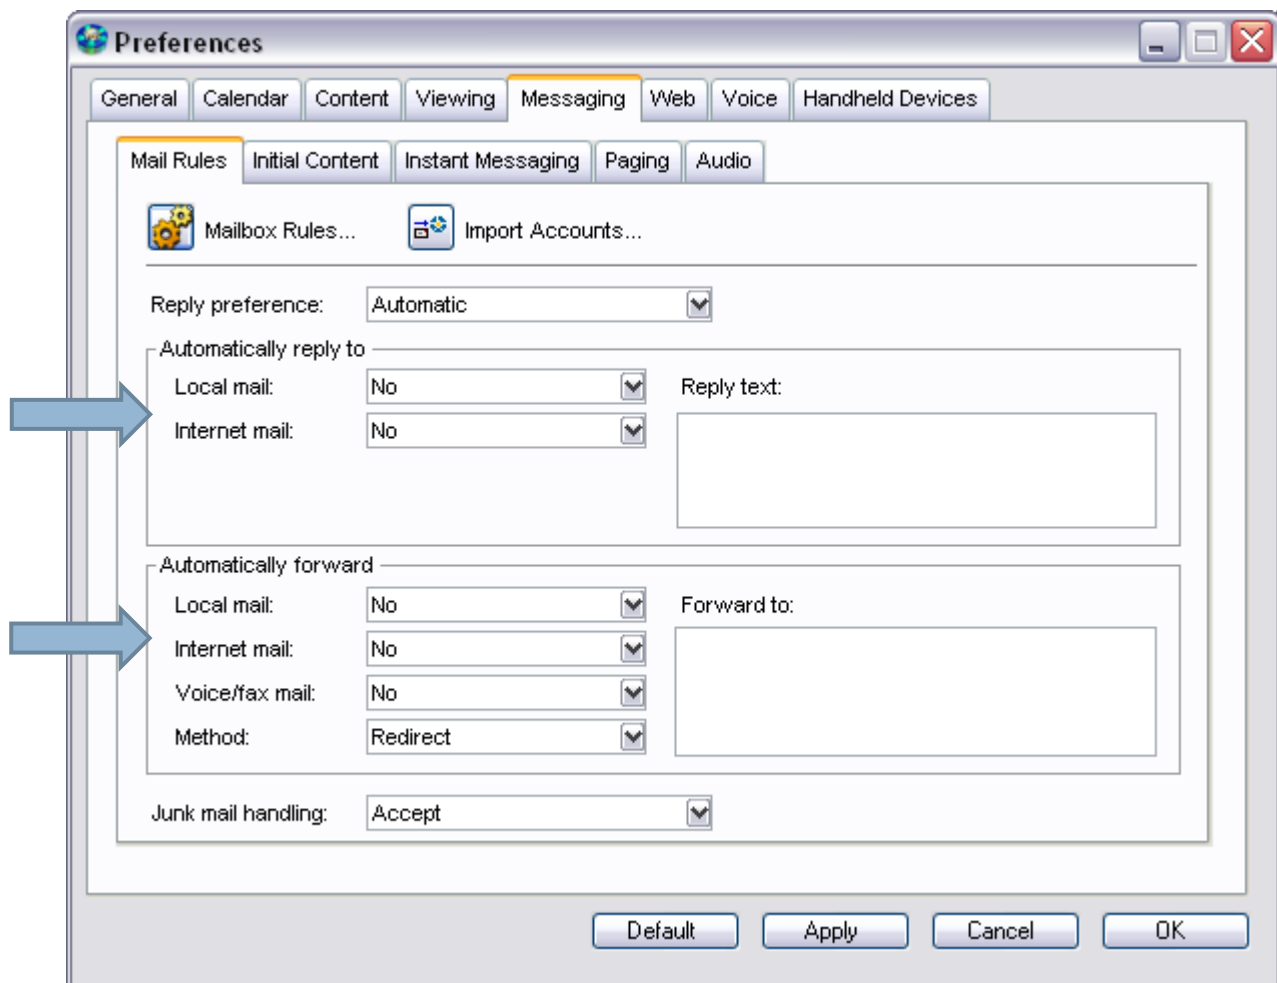 Preferences
General Calendar Content Viewing Messaging Web Voice Handheld Devices
Mail Rules Initial Content Instant Messaging Paging Audio
Mailbox Rules... Import Accounts...
Reply preference: Automatic
Automatically reply to
Local mail: No Reply text:
Internet mail: No
Automatically forward
Local mail: No Forward to:
Internet mail: No
Voice/fax mail: No
Method: Redirect
Junk mail handling: Accept
Default Apply Cancel OK